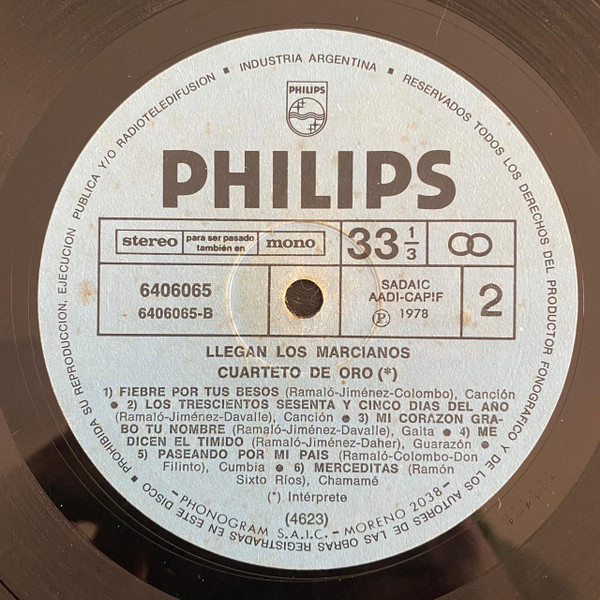 INDUSTRIA ARGENTINA ▪ RESERVADOS TODOS LOS DERECHOS DEL PRODUCTOR FONOGRAFICO Y DE LOS AUTORES DE LAS OBRAS REGISTRADAS EN ESTE DISCO ▪ PROHIBIDA SU REPRODUCCION, EJECUCION PUBLICA Y/O RADIOTELEDIFUSION ▪
PHILIPS
PHILIPS
stereo para ser pasado también en mono
33 1/3
6406065
6406065-B
SADAIC
AADI-CAPIF
Ⓟ 1978
2
LLEGAN LOS MARCIANOS
CUARTETO DE ORO (*)
1) FIEBRE POR TUS BESOS (Ramaló-Jiménez-Colombo), Canción
● 2) LOS TRESCIENTOS SESENTA Y CINCO DIAS DEL AÑO
(Ramaló-Jiménez-Davalle), Canción ● 3) MI CORAZON GRA-
BO TU NOMBRE (Ramaló-Jiménez-Davalle), Gaita ● 4) ME
DICEN EL TIMIDO (Ramaló-Jiménez-Daher), Guarazón ●
5) PASEANDO POR MI PAIS (Ramaló-Colombo-Don
Filinto), Cumbia ● 6) MERCEDITAS (Ramón
Sixto Ríos), Chamamé
(*) Intérprete
(4623)
- PHONOGRAM S.A.I.C. - MORENO 2038 -